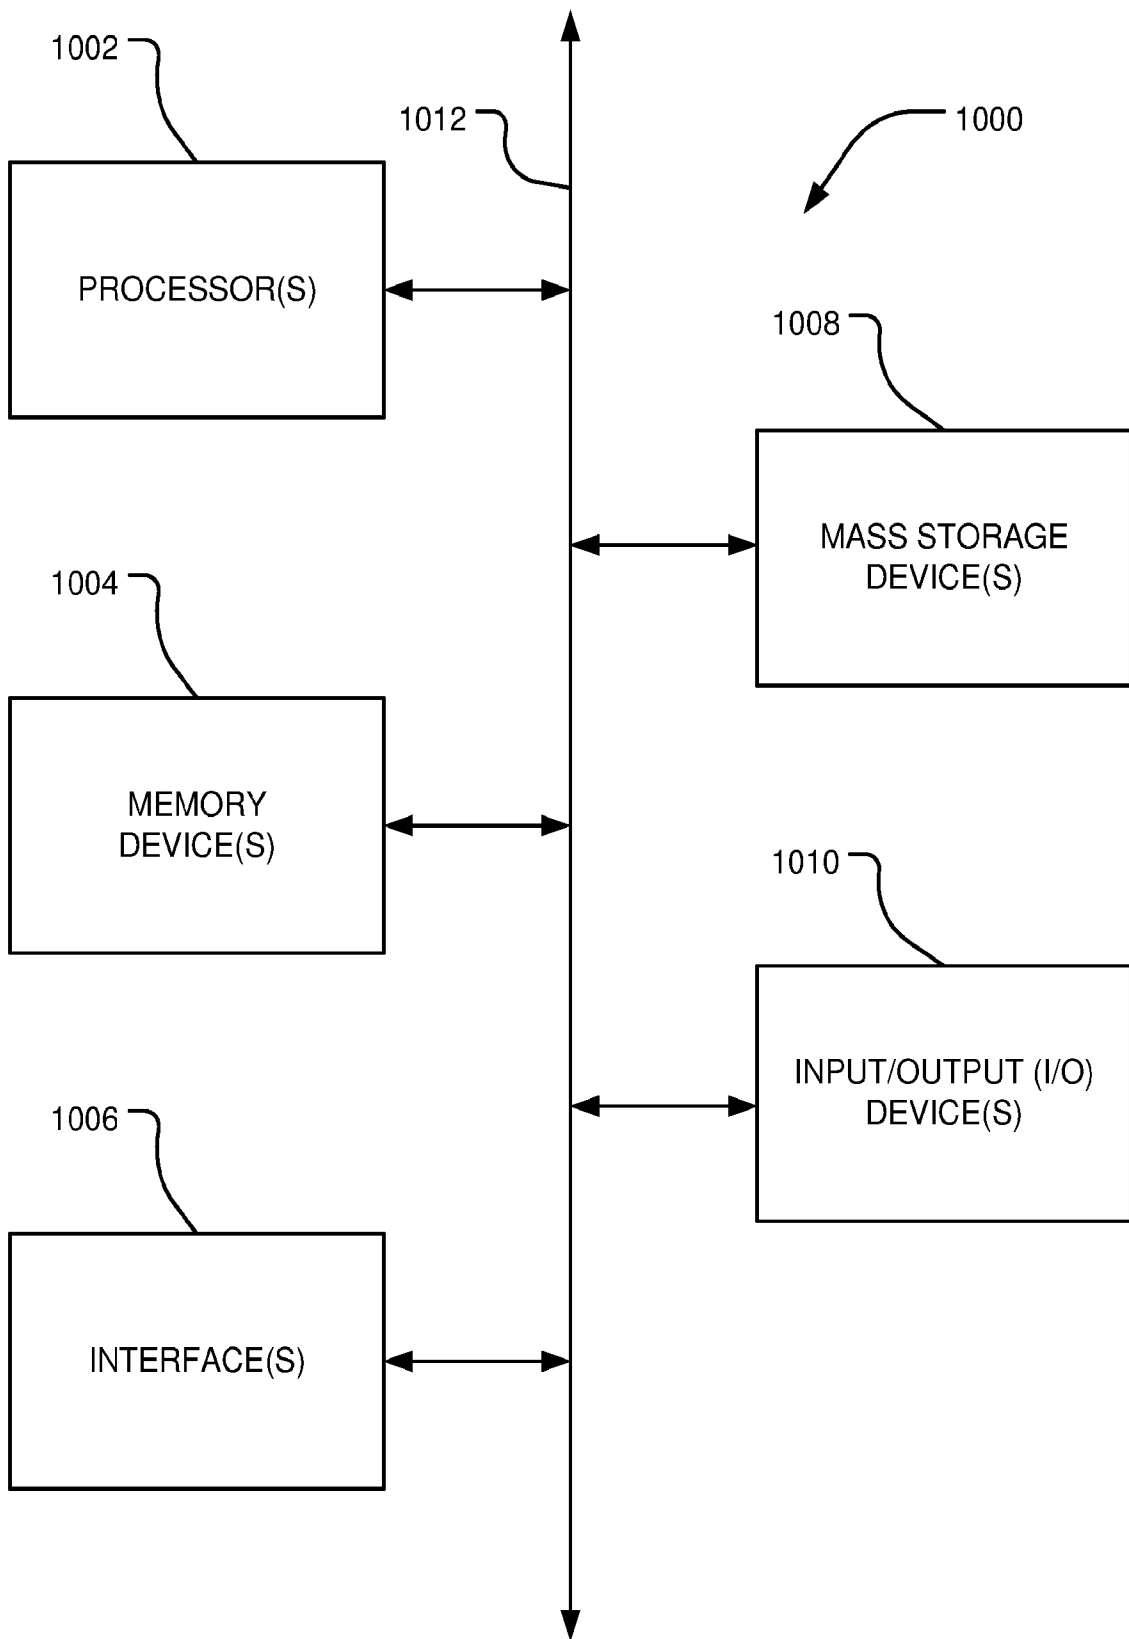 1002
1012
1000
PROCESSOR(S)
1008
MASS STORAGE
DEVICE(S)
1004
MEMORY
DEVICE(S)
1010
INPUT/OUTPUT (I/O)
DEVICE(S)
1006
INTERFACE(S)